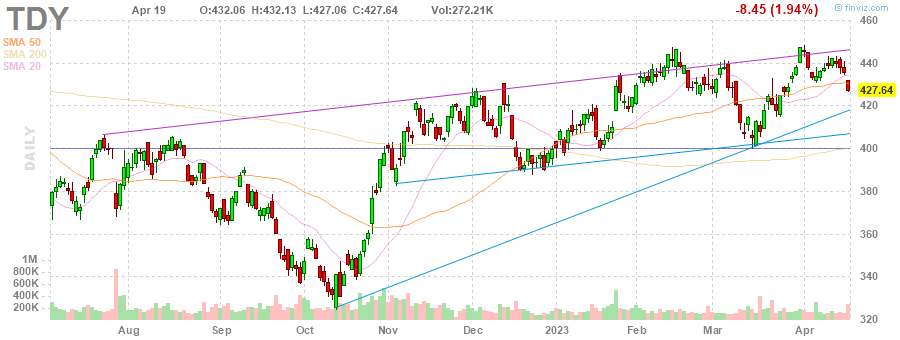 TDY Apr 19 O:432.06 H:432.13 L:427.06 C:427.64 Vol:272.21K -8.45 (1.94%) © finviz.com
SMA 50
SMA 200
SMA 20
DAILY
460
440
427.64
420
400
380
360
340
320
1M
800K
600K
400K
200K
Aug Sep Oct Nov Dec 2023 Feb Mar Apr